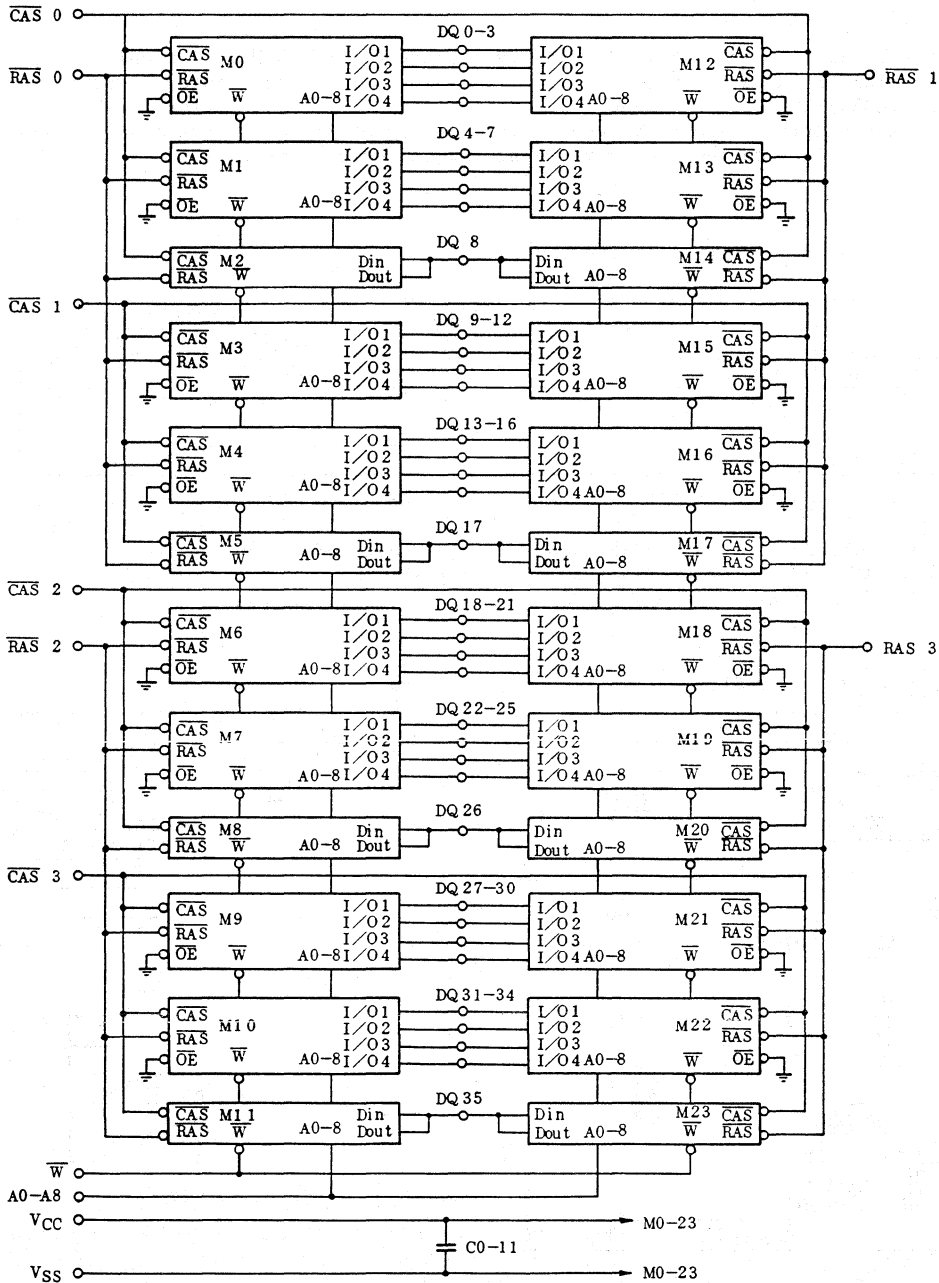 CAS 0
RAS 0
RAS 1
DQ 0-3
CAS M0 I/O1
RAS I/O2
OE W A0-8 I/O3
I/O4
I/O1 M12 CAS
I/O2 RAS
I/O3 W OE
I/O4 A0-8
DQ 4-7
CAS M1 I/O1
RAS I/O2
OE W I/O3
A0-8 I/O4
I/O1 M13 CAS
I/O2 RAS
I/O3 W OE
I/O4 A0-8
DQ 8
CAS M2 Din
RAS W Dout
Din M14 CAS
Dout A0-8 W RAS
CAS 1
DQ 9-12
CAS M3 I/O1
RAS I/O2
OE W I/O3
A0-8 I/O4
I/O1 M15 CAS
I/O2 RAS
I/O3 W OE
I/O4 A0-8
DQ 13-16
CAS M4 I/O1
RAS I/O2
OE W I/O3
A0-8 I/O4
I/O1 M16 CAS
I/O2 RAS
I/O3 W OE
I/O4 A0-8
DQ 17
CAS M5 A0-8 Din
RAS W Dout
Din M17 CAS
Dout A0-8 W RAS
CAS 2
RAS 2
RAS 3
DQ 18-21
CAS M6 I/O1
RAS I/O2
OE W I/O3
A0-8 I/O4
I/O1 M18 CAS
I/O2 RAS
I/O3 W OE
I/O4 A0-8
DQ 22-25
CAS M7 I/O1
RAS I/O2
OE W I/O3
A0-8 I/O4
I/O1 M19 CAS
I/O2 RAS
I/O3 W OE
I/O4 A0-8
DQ 26
CAS M8 Din
RAS W A0-8 Dout
Din M20 CAS
Dout A0-8 W RAS
CAS 3
DQ 27-30
CAS M9 I/O1
RAS I/O2
OE W I/O3
A0-8 I/O4
I/O1 M21 CAS
I/O2 RAS
I/O3 W OE
I/O4 A0-8
DQ 31-34
CAS M10 I/O1
RAS I/O2
OE W I/O3
A0-8 I/O4
I/O1 M22 CAS
I/O2 RAS
I/O3 W OE
I/O4 A0-8
DQ 35
CAS M11 A0-8 Din
RAS W Dout
Din M23 CAS
Dout A0-8 W RAS
W
A0-A8
VCC
M0-23
C0-11
VSS
M0-23